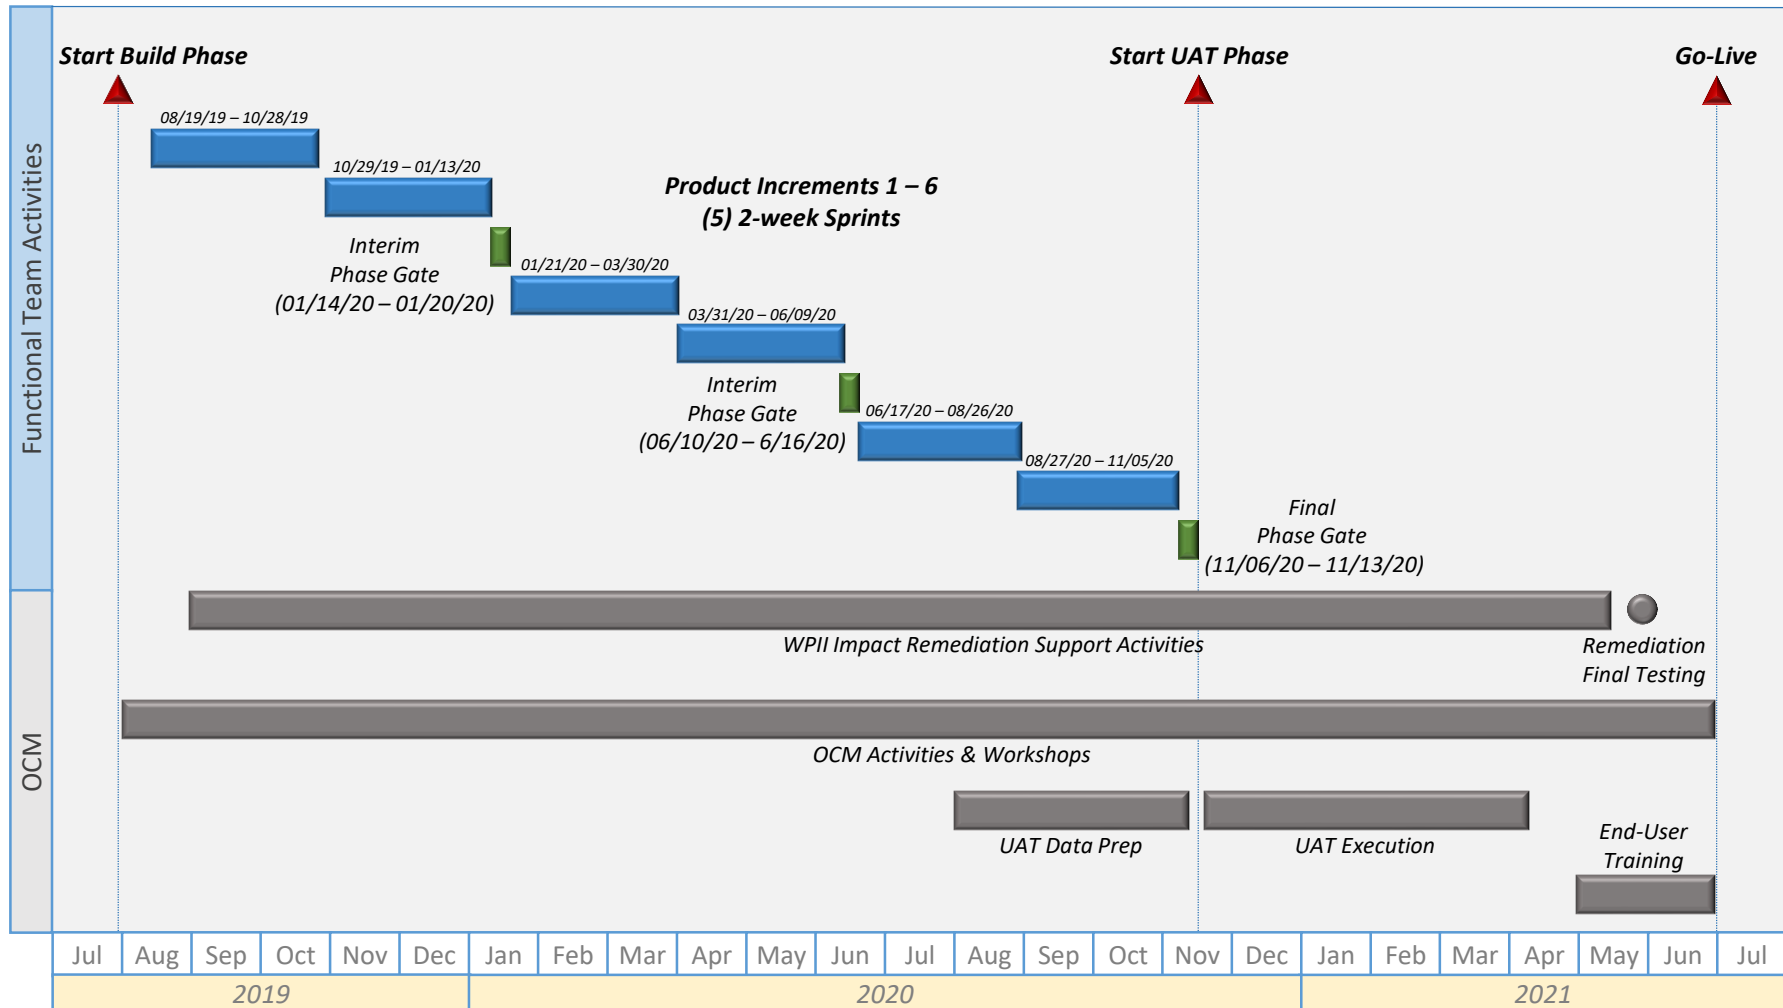 Start Build Phase
Start UAT Phase
Go-Live
Functional Team Activities
08/19/19 – 10/28/19
10/29/19 – 01/13/20
Product Increments 1 – 6
(5) 2-week Sprints
Interim
Phase Gate
(01/14/20 – 01/20/20)
01/21/20 – 03/30/20
03/31/20 – 06/09/20
Interim
Phase Gate
(06/10/20 – 6/16/20)
06/17/20 – 08/26/20
08/27/20 – 11/05/20
Final
Phase Gate
(11/06/20 – 11/13/20)
OCM
WPII Impact Remediation Support Activities
Remediation
Final Testing
OCM Activities & Workshops
UAT Data Prep
UAT Execution
End-User
Training
Jul Aug Sep Oct Nov Dec Jan Feb Mar Apr May Jun Jul Aug Sep Oct Nov Dec Jan Feb Mar Apr May Jun Jul
2019 2020 2021